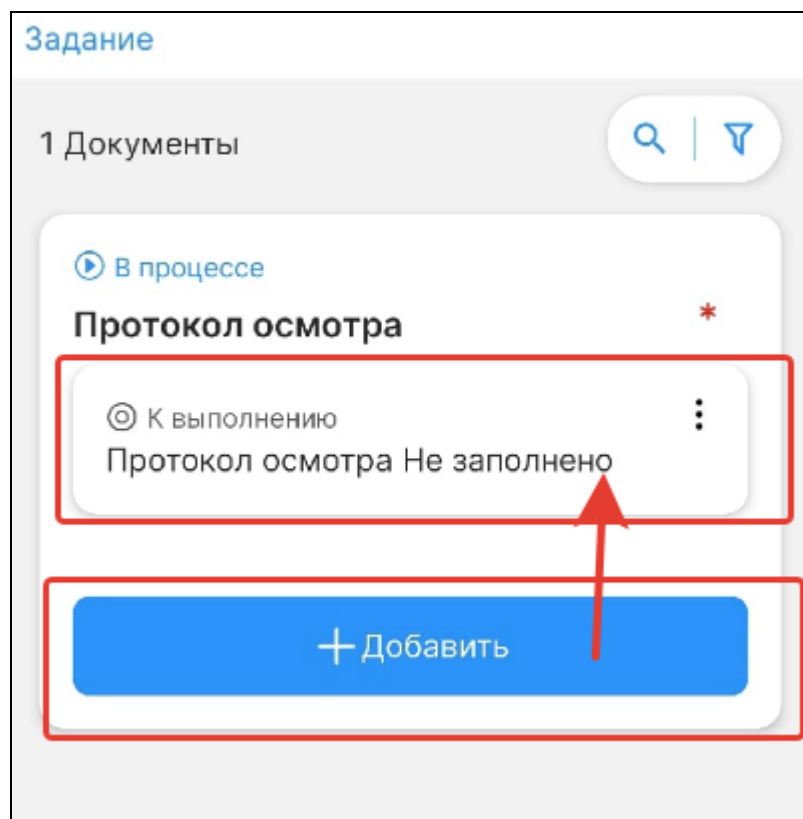 Задание
1 Документы
В процессе
Протокол осмотра *
К выполнению
Протокол осмотра Не заполнено
+ Добавить